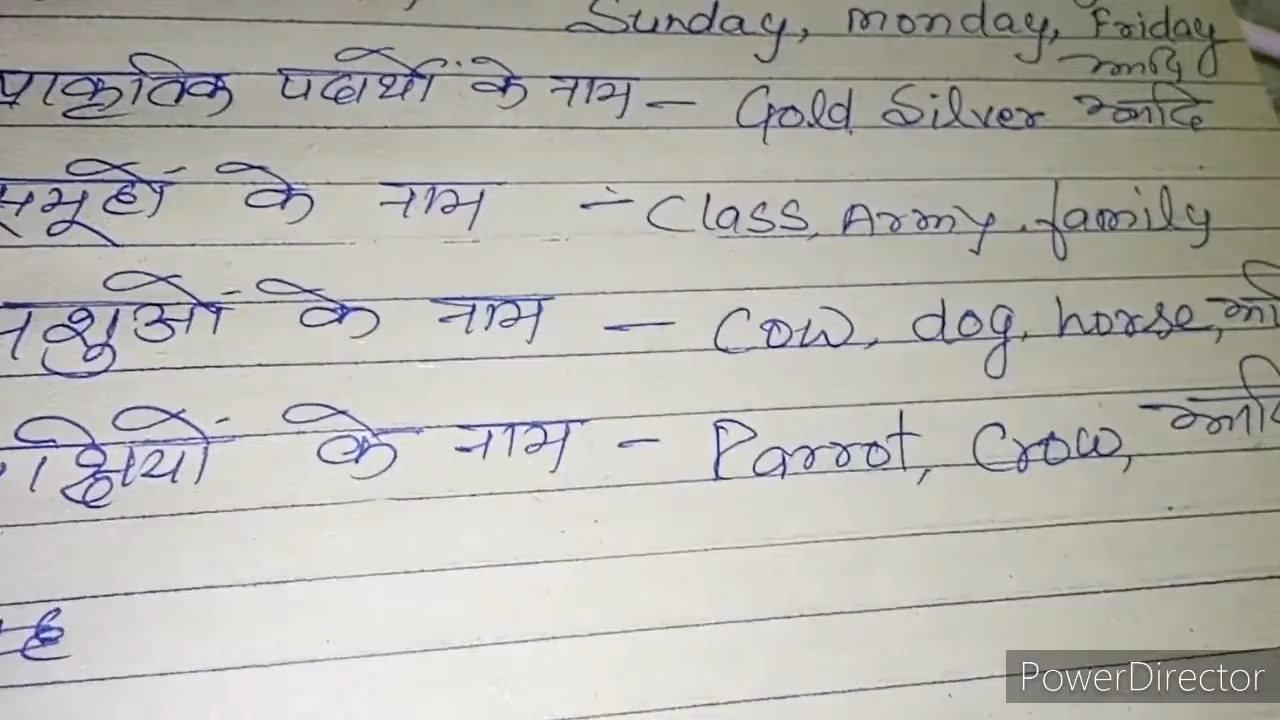 Sunday, monday, Friday
आदि
प्राकृतिक पदार्थों के नाम — Gold Silver आदि
समूहों के नाम — Class, Army, family
पशुओं के नाम — Cow, dog, horse,
पक्षियों के नाम - Parrot, Crow, आदि
PowerDirector